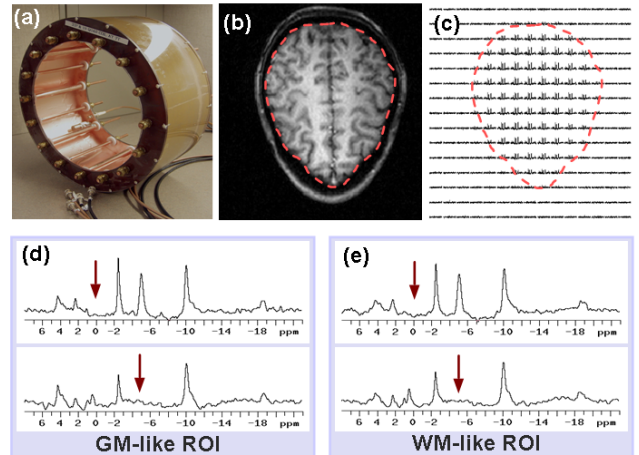 (a)
(b)
(c)
(d)
6 4 2 0 -2 -6 -10 -14 -18 ppm
6 4 2 0 -2 -6 -10 -14 -18 ppm
GM-like ROI
(e)
6 4 2 0 -2 -6 -10 -14 -18 ppm
6 4 2 0 -2 -6 -10 -14 -18 ppm
WM-like ROI